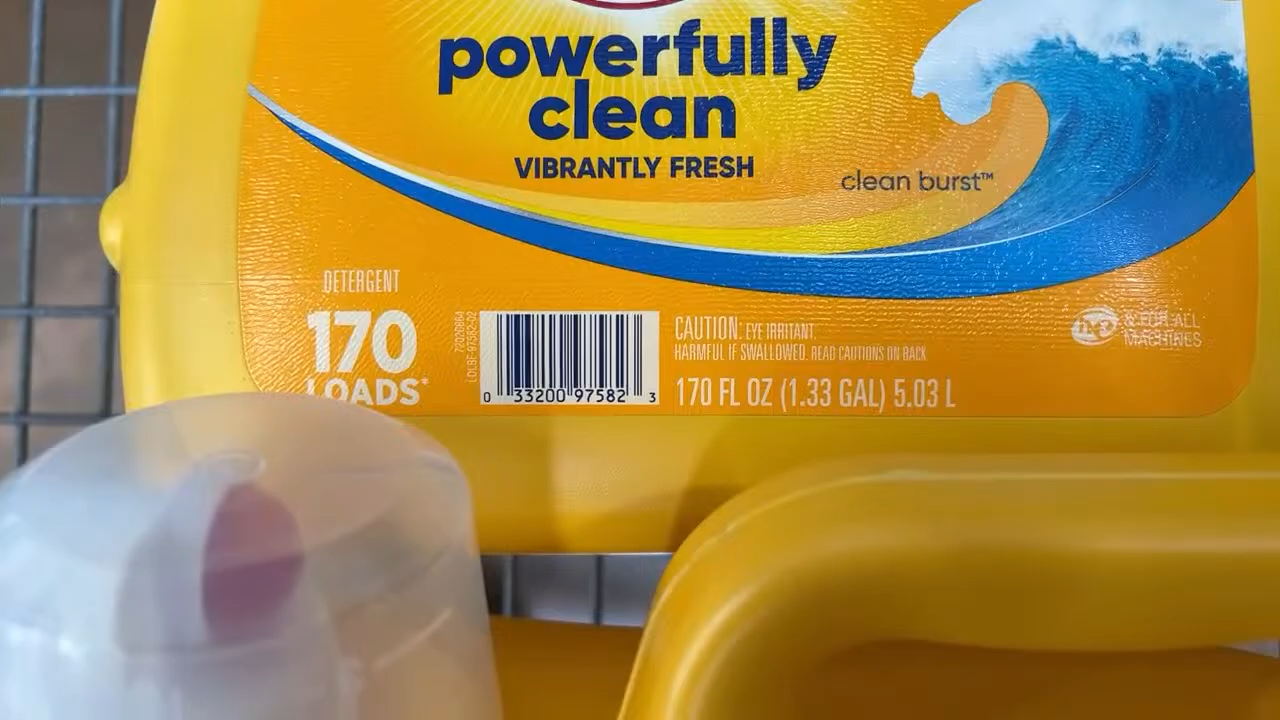 powerfully
clean
VIBRANTLY FRESH
clean burst™
DETERGENT
170
LOADS*
0 33200 97582 3
CAUTION: EYE IRRITANT.
HARMFUL IF SWALLOWED. READ CAUTIONS ON BACK
170 FL OZ (1.33 GAL) 5.03 L
& FOR ALL
MACHINES